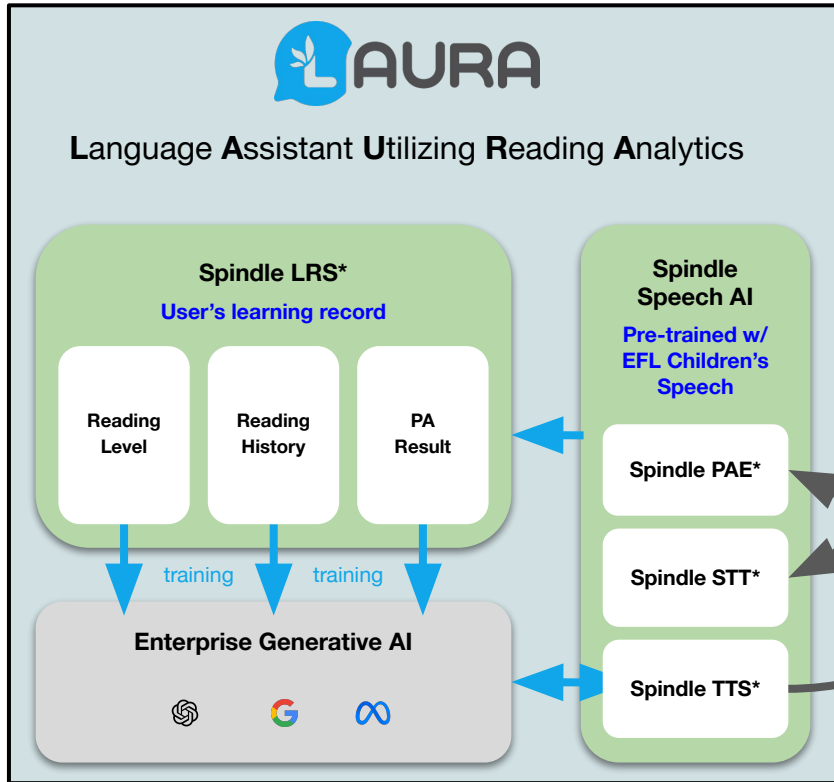 LAURA
Language Assistant Utilizing Reading Analytics
Spindle LRS*
User's learning record
Reading
Level
Reading
History
PA
Result
training
training
Enterprise Generative AI
Spindle
Speech AI
Pre-trained w/
EFL Children's
Speech
Spindle PAE*
Spindle STT*
Spindle TTS*